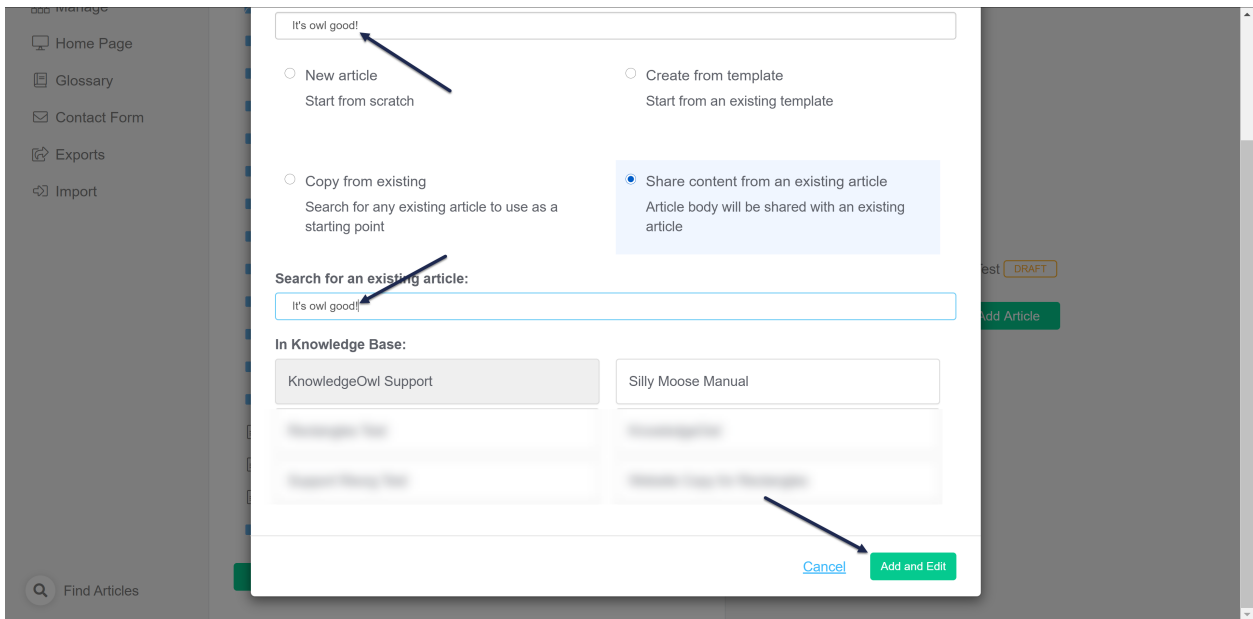 Manage
It's owl good!
Home Page
New article
Create from template
Glossary
Start from scratch
Start from an existing template
Contact Form
Exports
Copy from existing
Share content from an existing article
Import
Search for any existing article to use as a
starting point
Article body will be shared with an existing
article
Search for an existing article:
DRAFT
It's owl good!
Add Article
In Knowledge Base:
KnowledgeOwl Support
Silly Moose Manual
Cancel
Add and Edit
Find Articles